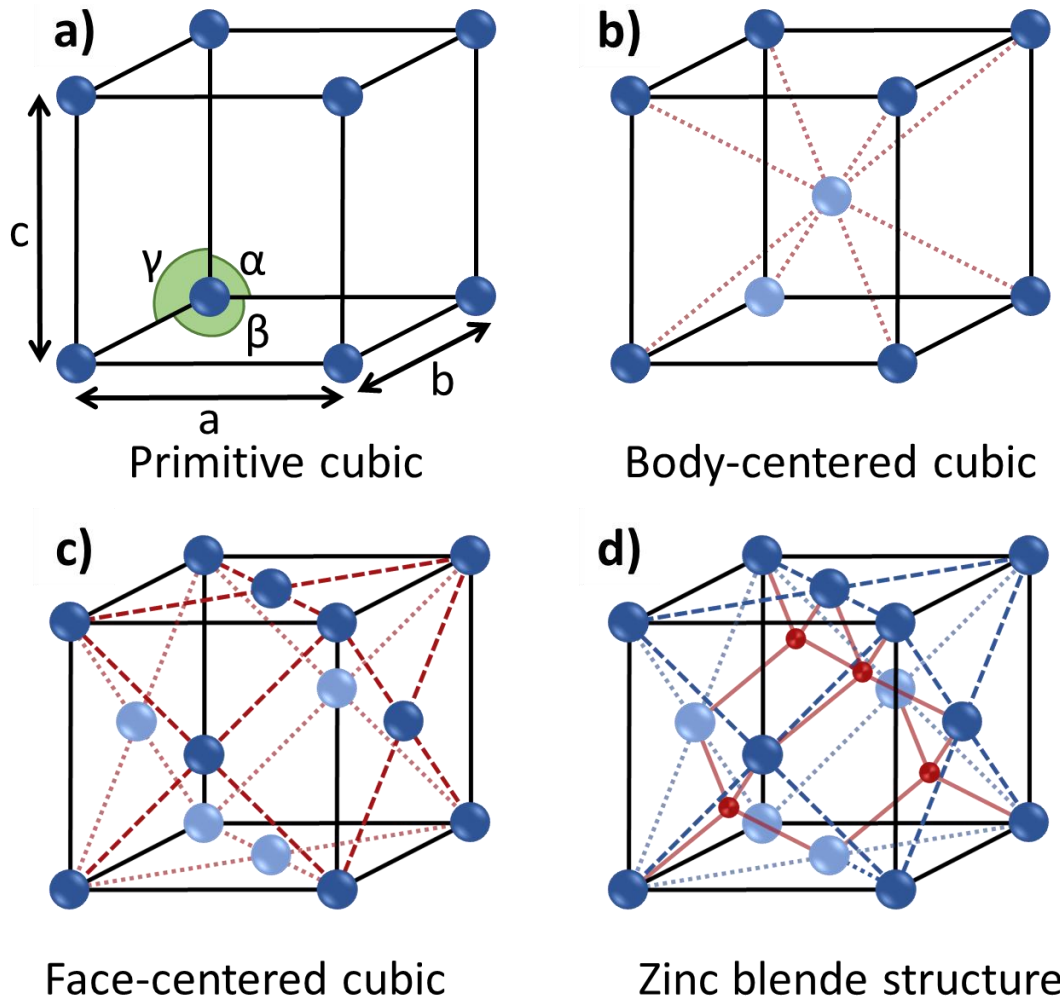 a)
c
γ
α
β
b
a
Primitive cubic
b)
Body-centered cubic
c)
Face-centered cubic
d)
Zinc blende structure